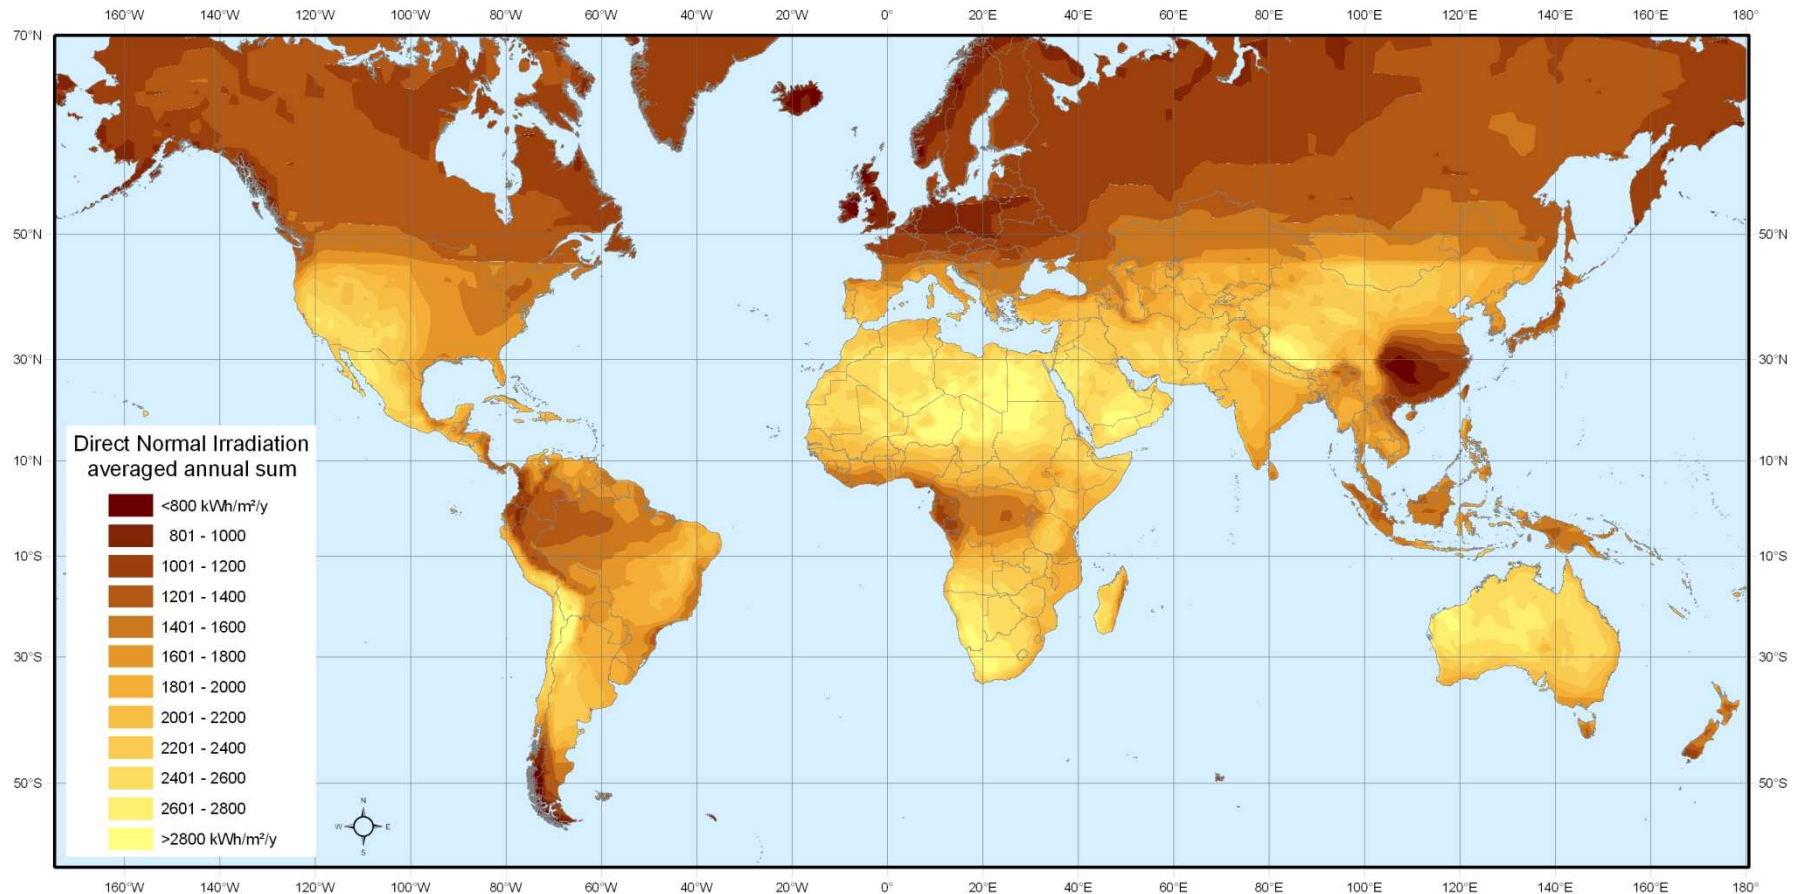 160°W 140°W 120°W 100°W 80°W 60°W 40°W 20°W 0° 20°E 40°E 60°E 80°E 100°E 120°E 140°E 160°E 180°
70°N
50°N 50°N
30°N 30°N
10°N 10°N
10°S 10°S
30°S 30°S
50°S 50°S
Direct Normal Irradiation
averaged annual sum
<800 kWh/m²/y
801 - 1000
1001 - 1200
1201 - 1400
1401 - 1600
1601 - 1800
1801 - 2000
2001 - 2200
2201 - 2400
2401 - 2600
2601 - 2800
>2800 kWh/m²/y
N
W E
S
160°W 140°W 120°W 100°W 80°W 60°W 40°W 20°W 0° 20°E 40°E 60°E 80°E 100°E 120°E 140°E 160°E 180°